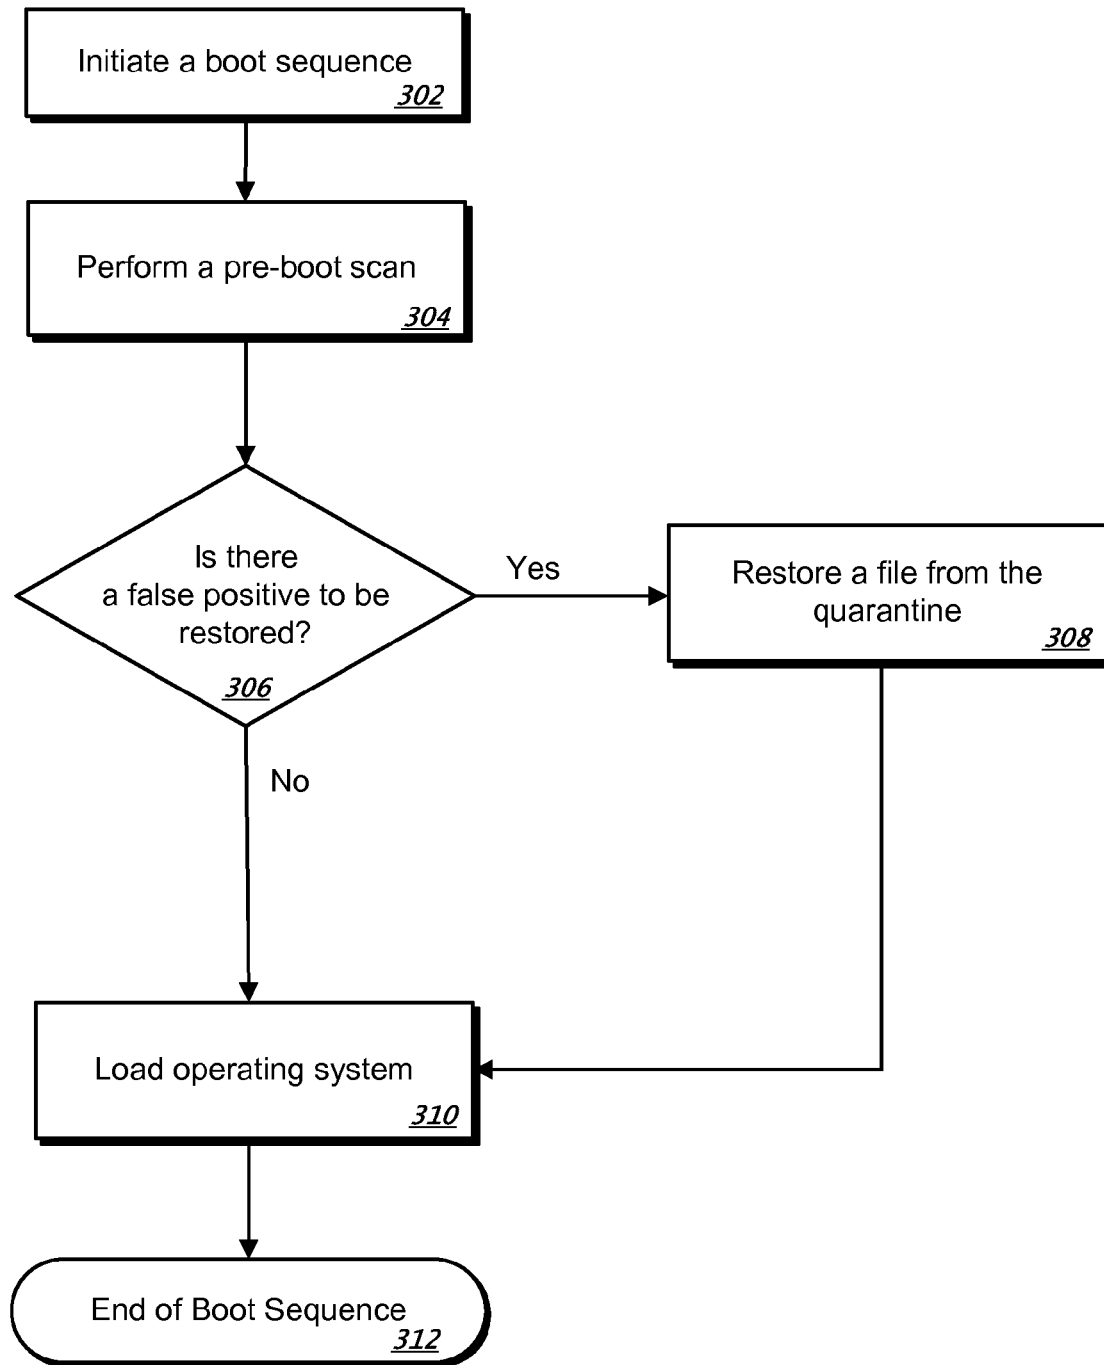 Initiate a boot sequence
302
Perform a pre-boot scan
304
Is there
a false positive to be
restored?
306
Yes
Restore a file from the
quarantine
308
No
Load operating system
310
End of Boot Sequence
312